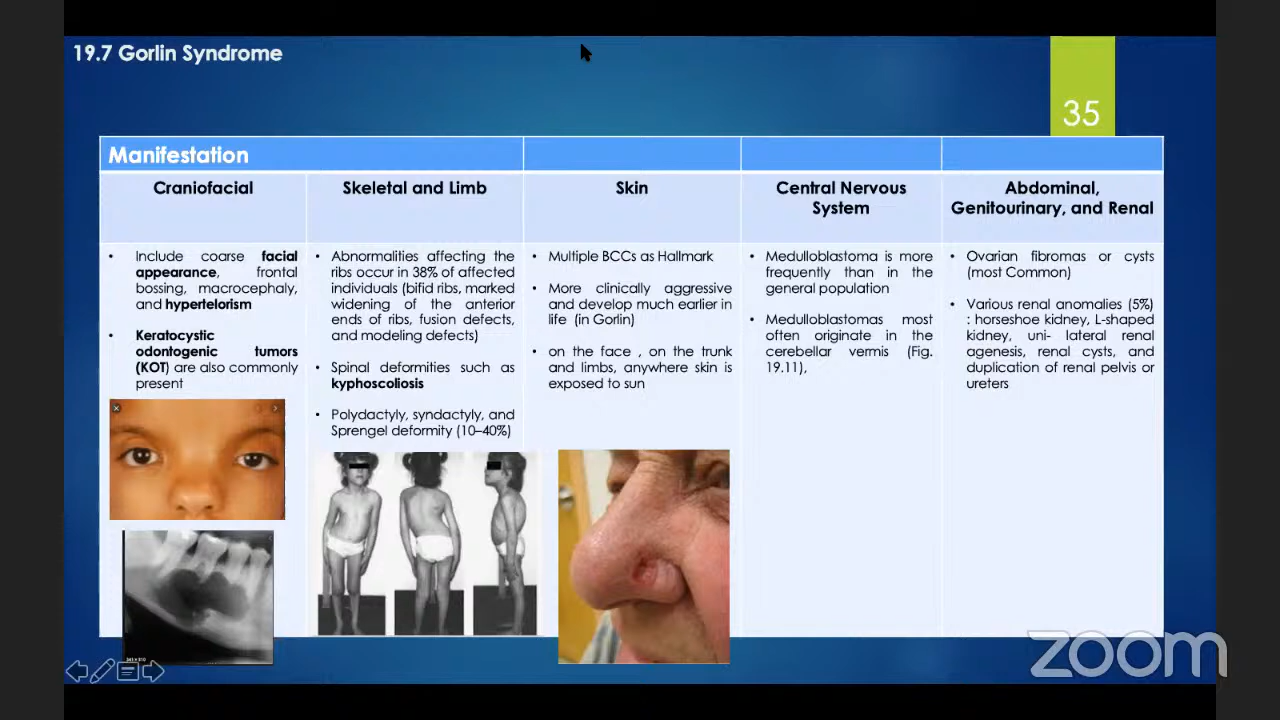 19.7 Gorlin Syndrome
35
Manifestation
Craniofacial
Skeletal and Limb
Skin
Central Nervous
System
Abdominal,
Genitourinary, and Renal
• Include coarse facial
appearance, frontal
bossing, macrocephaly,
and hypertelorism
• Keratocystic
odontogenic tumors
(KOT) are also commonly
present
• Abnormalities affecting the
ribs occur in 38% of affected
individuals (bifid ribs, marked
widening of the anterior
ends of ribs, fusion defects,
and modeling defects)
• Spinal deformities such as
kyphoscoliosis
• Polydactyly, syndactyly, and
Sprengel deformity (10–40%)
• Multiple BCCs as Hallmark
• More clinically aggressive
and develop much earlier in
life (in Gorlin)
• on the face , on the trunk
and limbs, anywhere skin is
exposed to sun
• Medulloblastoma is more
frequently than in the
general population
• Medulloblastomas most
often originate in the
cerebellar vermis (Fig.
19.11),
• Ovarian fibromas or cysts
(most Common)
• Various renal anomalies (5%)
: horseshoe kidney, L-shaped
kidney, uni- lateral renal
agenesis, renal cysts, and
duplication of renal pelvis or
ureters
zoom